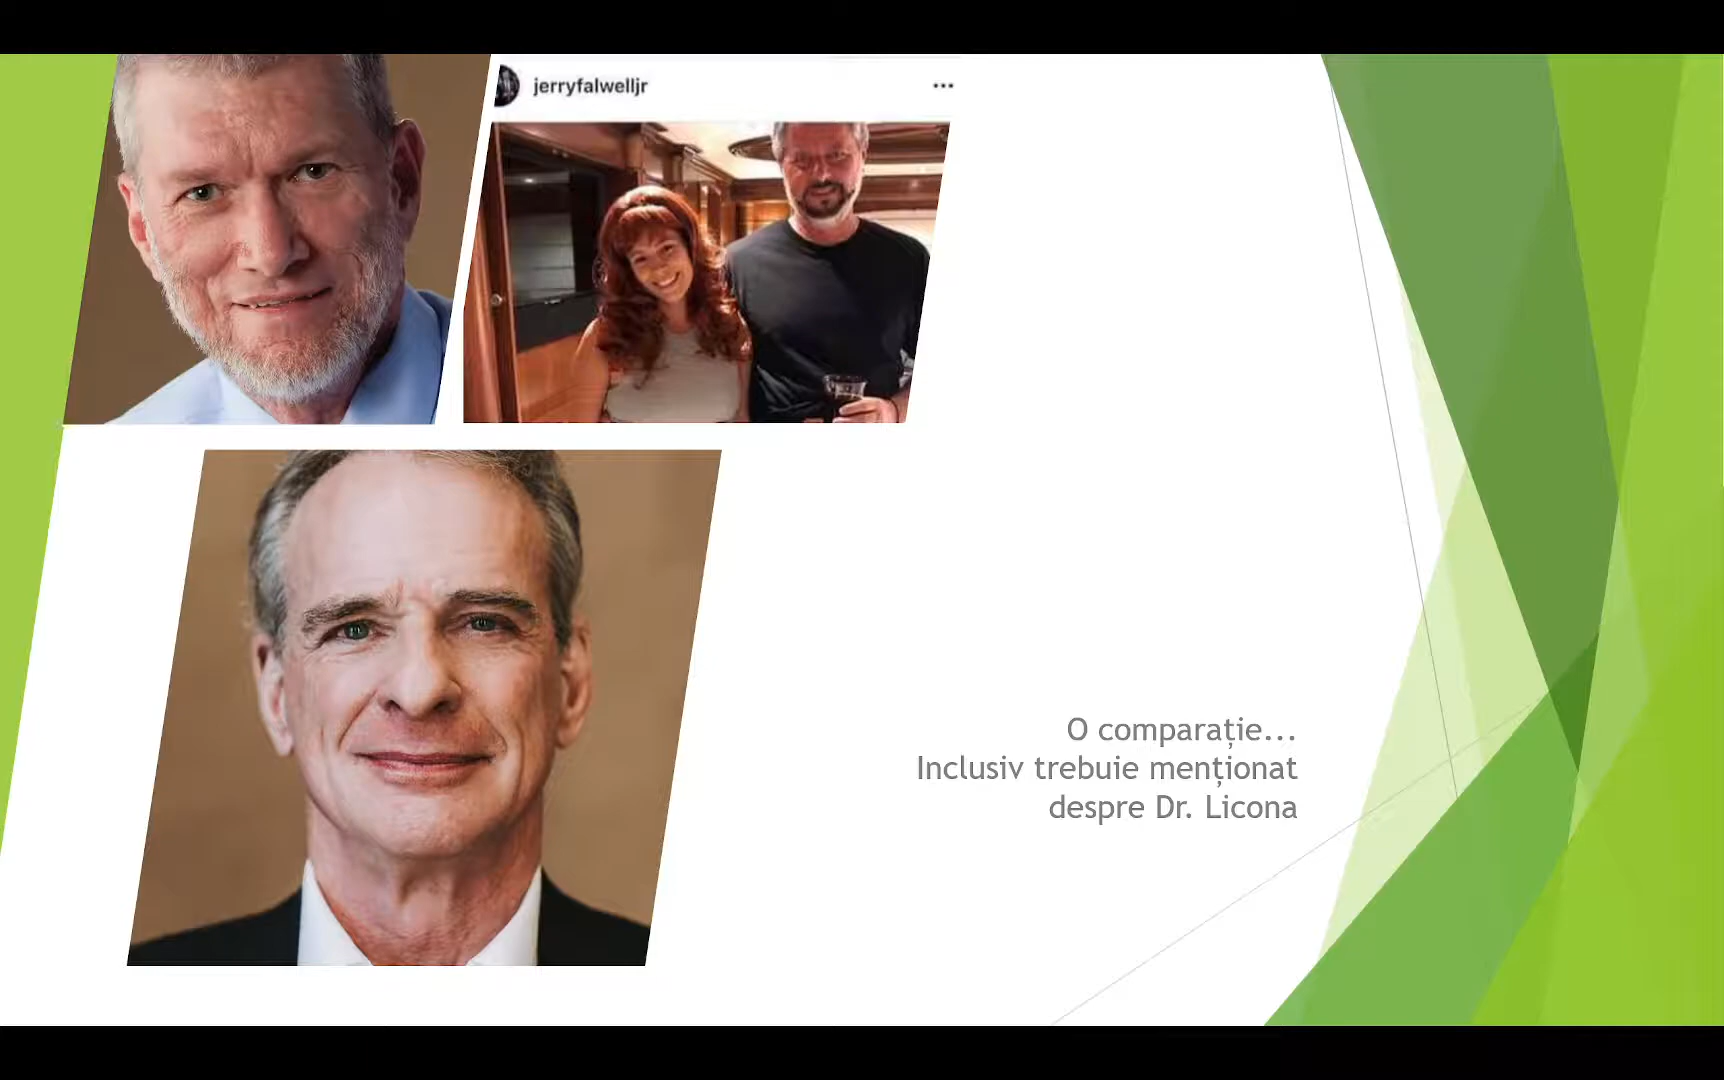 jerryfalwelljr
O comparație...
Inclusiv trebuie menționat
despre Dr. Licona